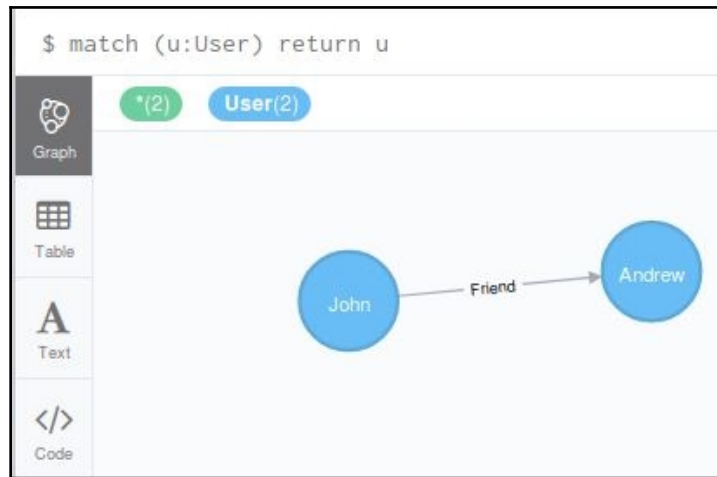 $ match (u:User) return u
*(2) User(2)
Graph
Table
Text
Code
John
Friend
Andrew